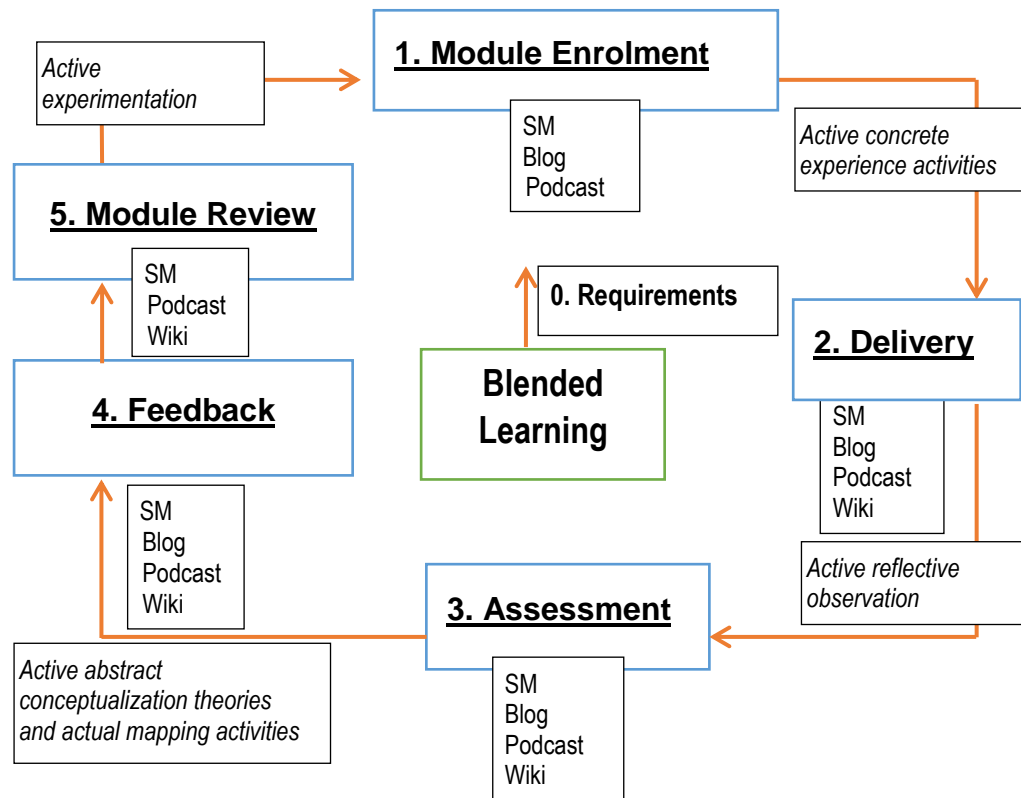 Active
experimentation
1. Module Enrolment
SM
Blog
Podcast
Active concrete
experience activities
5. Module Review
SM
Podcast
Wiki
0. Requirements
Blended
Learning
2. Delivery
SM
Blog
Podcast
Wiki
4. Feedback
SM
Blog
Podcast
Wiki
Active reflective
observation
3. Assessment
SM
Blog
Podcast
Wiki
Active abstract
conceptualization theories
and actual mapping activities